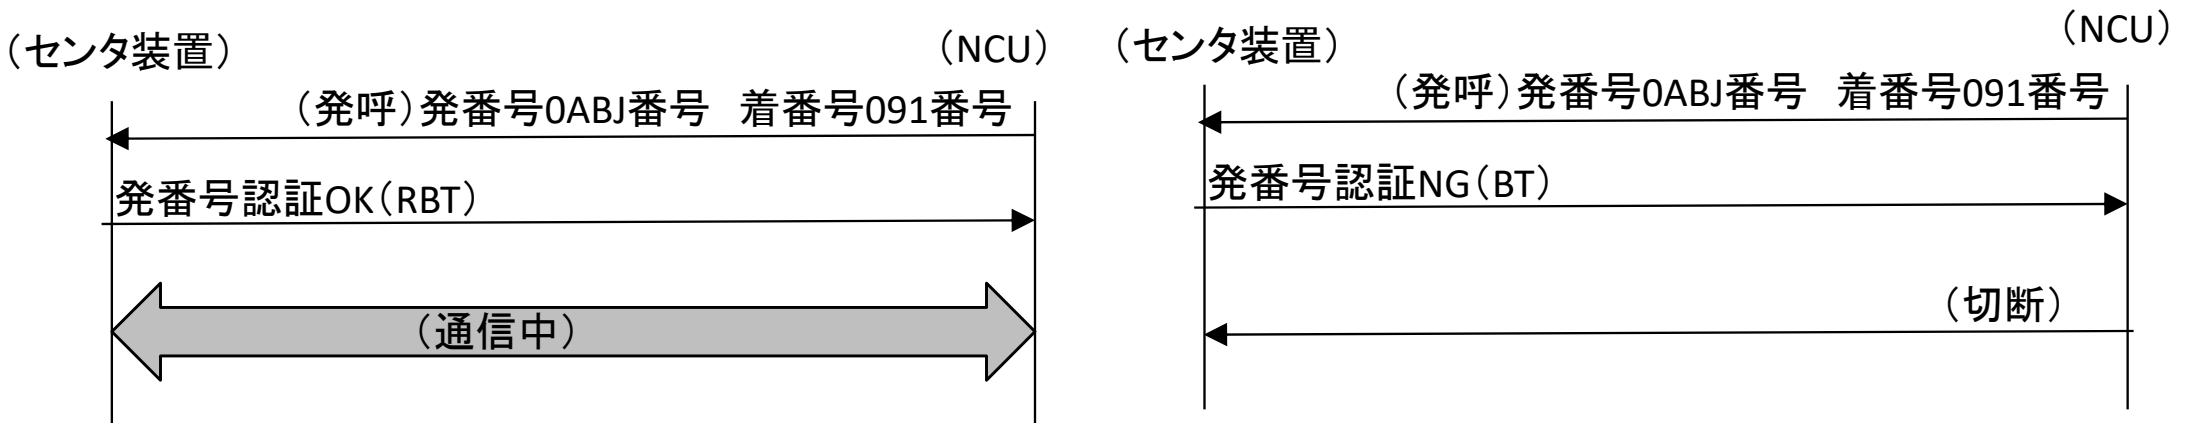 （センタ装置）
（NCU）
（発呼）発番号0ABJ番号　着番号091番号
発番号認証OK（RBT）
（通信中）
（センタ装置）
（NCU）
（発呼）発番号0ABJ番号　着番号091番号
発番号認証NG（BT）
（切断）